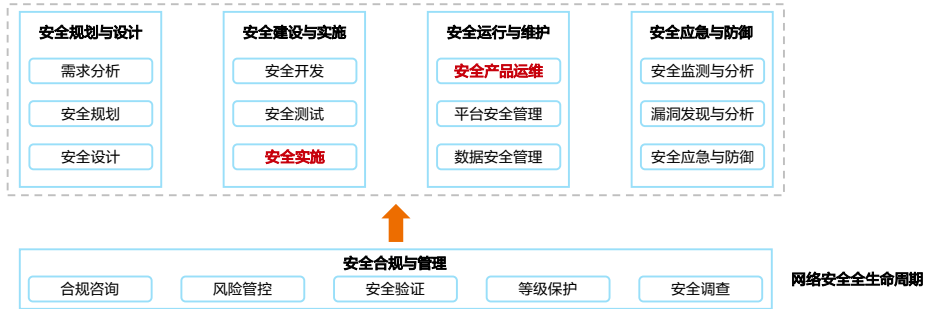 安全规划与设计
需求分析
安全规划
安全设计
安全建设与实施
安全开发
安全测试
安全实施
安全运行与维护
安全产品运维
平台安全管理
数据安全管理
安全应急与防御
安全监测与分析
漏洞发现与分析
安全应急与防御
安全合规与管理
合规咨询
风险管控
安全验证
等级保护
安全调查
网络安全全生命周期